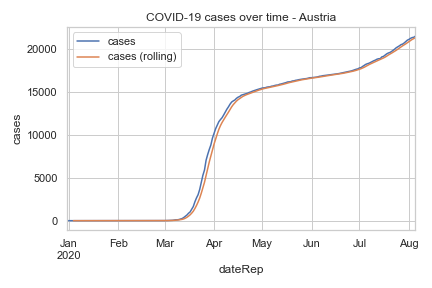 COVID-19 cases over time - Austria
cases
cases (rolling)
20000
15000
10000
5000
0
cases
Jan Feb Mar Apr May Jun Jul Aug
2020
dateRep